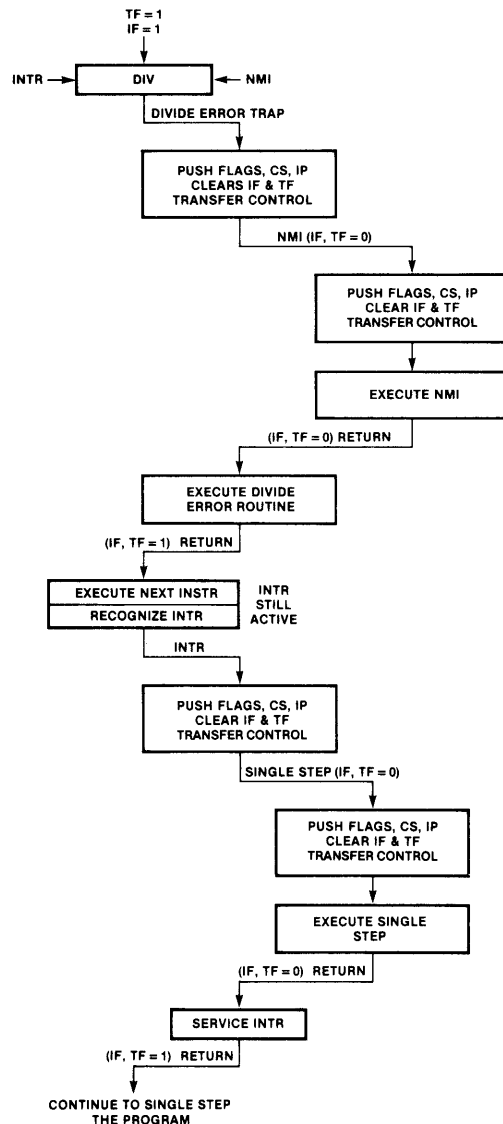 TF = 1
IF = 1
INTR
DIV
NMI
DIVIDE ERROR TRAP
PUSH FLAGS, CS, IP
CLEARS IF & TF
TRANSFER CONTROL
NMI (IF, TF = 0)
PUSH FLAGS, CS, IP
CLEAR IF & TF
TRANSFER CONTROL
EXECUTE NMI
(IF, TF = 0) RETURN
EXECUTE DIVIDE
ERROR ROUTINE
(IF, TF = 1) RETURN
EXECUTE NEXT INSTR
RECOGNIZE INTR
INTR
STILL
ACTIVE
INTR
PUSH FLAGS, CS, IP
CLEAR IF & TF
TRANSFER CONTROL
SINGLE STEP (IF, TF = 0)
PUSH FLAGS, CS, IP
CLEAR IF & TF
TRANSFER CONTROL
EXECUTE SINGLE
STEP
(IF, TF = 0) RETURN
SERVICE INTR
(IF, TF = 1) RETURN
CONTINUE TO SINGLE STEP
THE PROGRAM